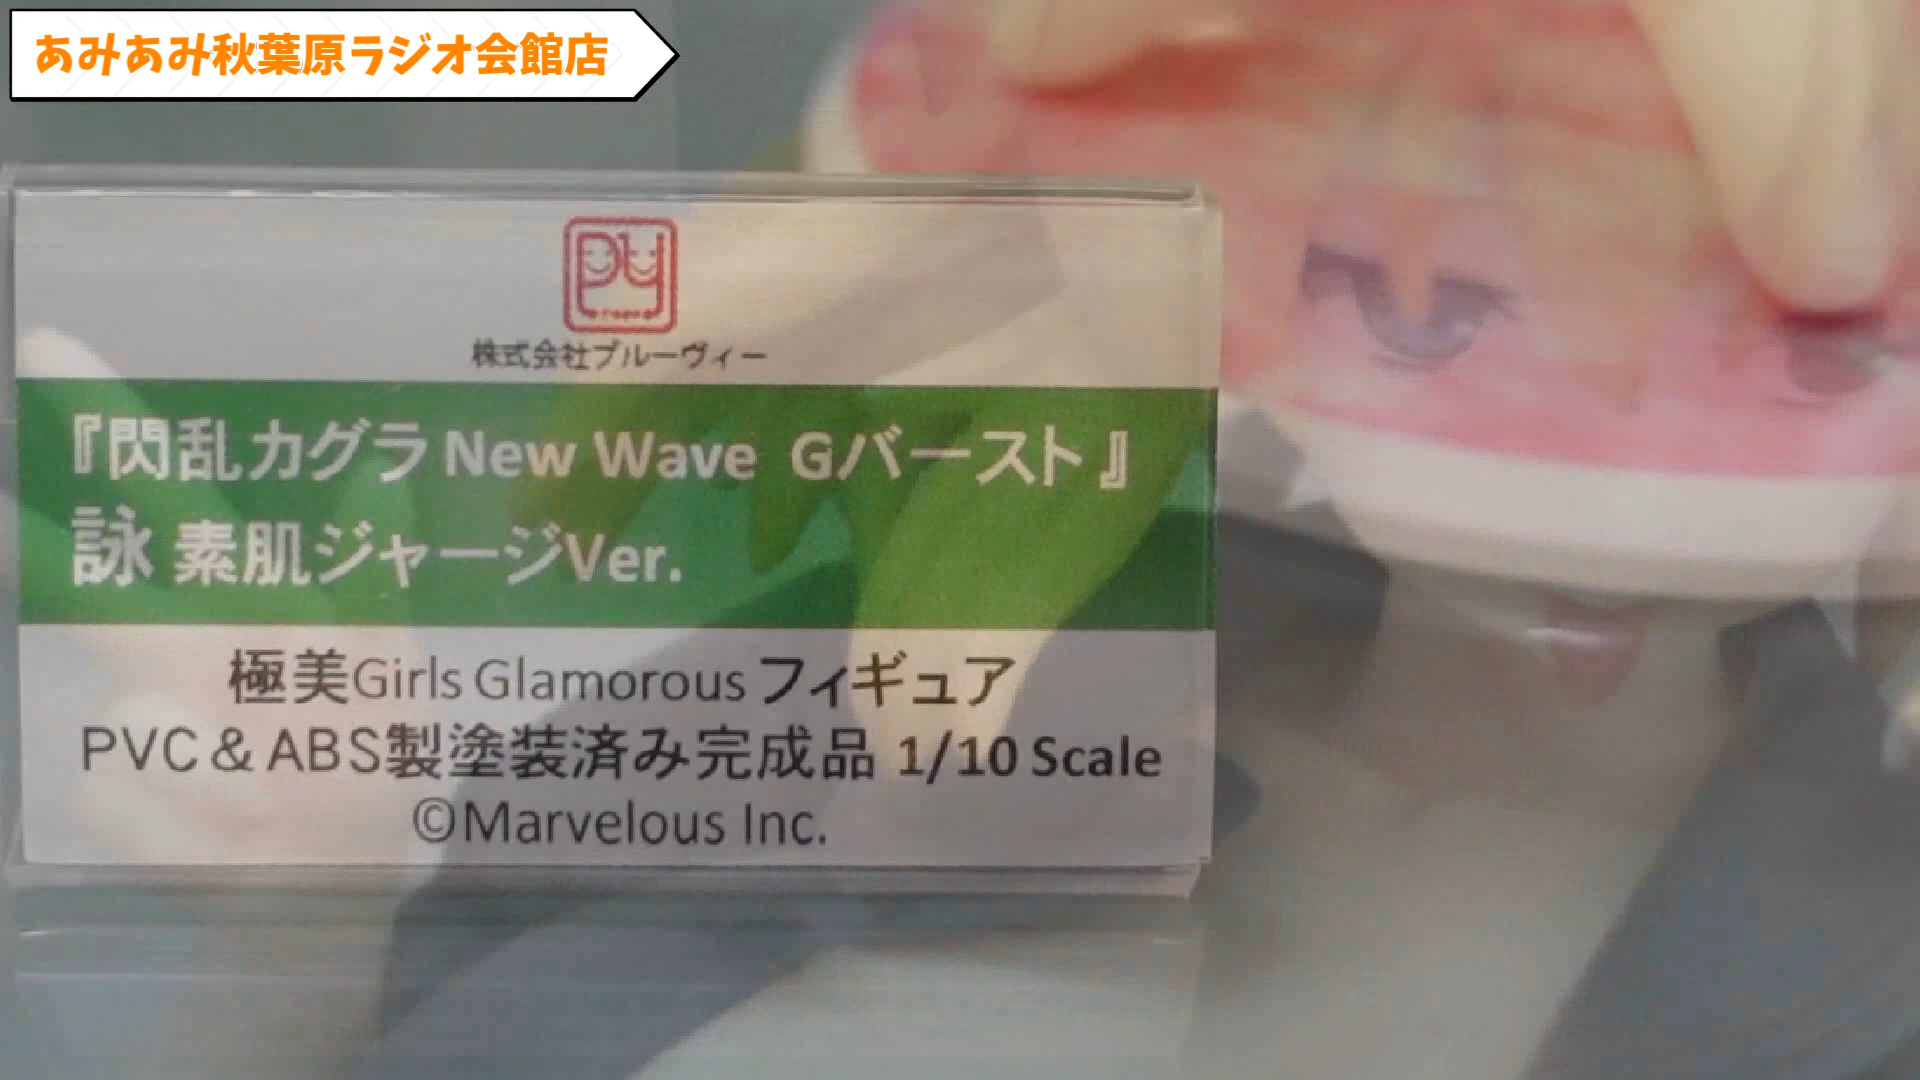 あみあみ秋葉原ラジオ会館店
PY
株式会社プルーヴィー
『閃乱カグラ New Wave Gバースト』
詠 素肌ジャージVer.
極美Girls Glamorous フィギュア
PVC＆ABS製塗装済み完成品 1/10 Scale
©Marvelous Inc.